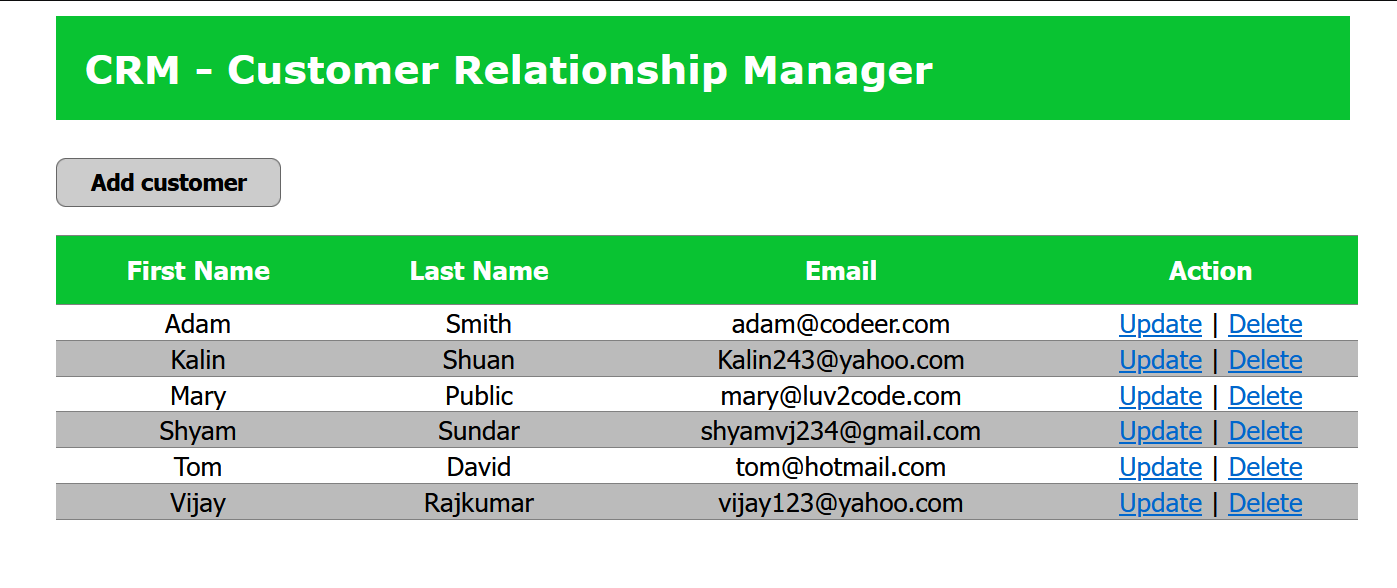 CRM - Customer Relationship Manager
Add customer
First Name Last Name Email Action
Adam Smith adam@codeer.com Update | Delete
Kalin Shuan Kalin243@yahoo.com Update | Delete
Mary Public mary@luv2code.com Update | Delete
Shyam Sundar shyamvj234@gmail.com Update | Delete
Tom David tom@hotmail.com Update | Delete
Vijay Rajkumar vijay123@yahoo.com Update | Delete